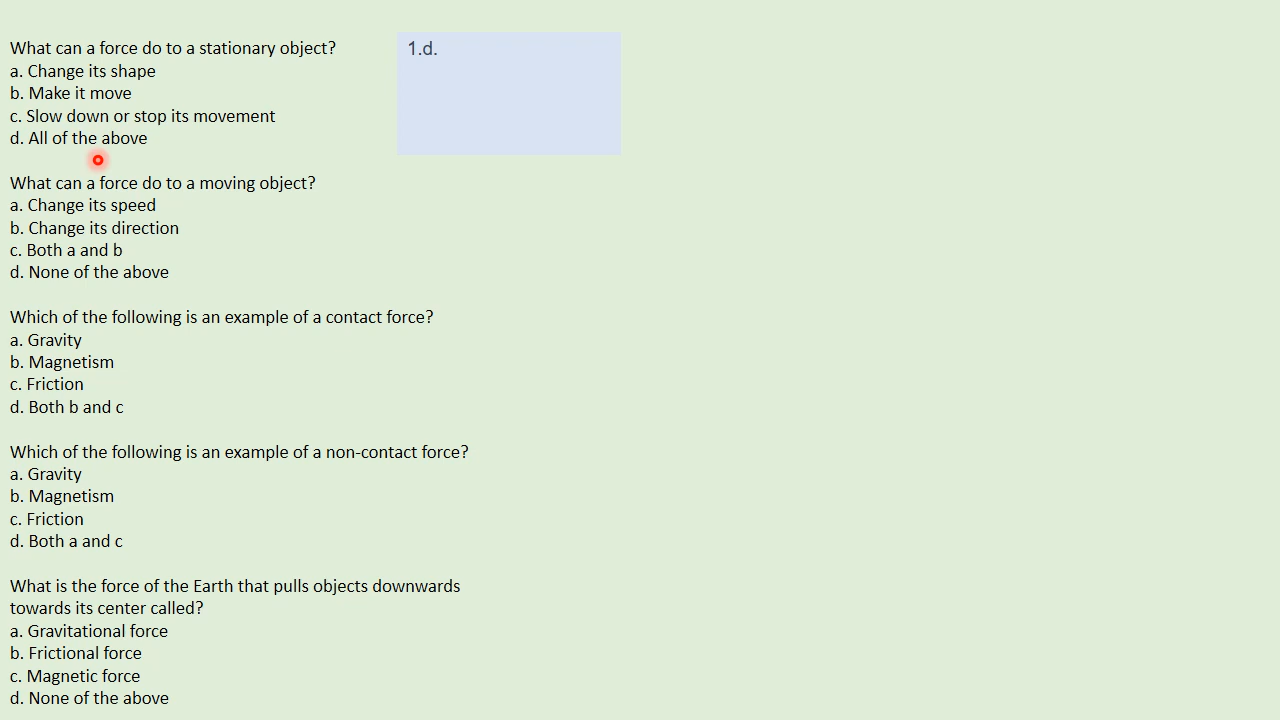 What can a force do to a stationary object?
a. Change its shape
b. Make it move
c. Slow down or stop its movement
d. All of the above
1.d.
What can a force do to a moving object?
a. Change its speed
b. Change its direction
c. Both a and b
d. None of the above
Which of the following is an example of a contact force?
a. Gravity
b. Magnetism
c. Friction
d. Both b and c
Which of the following is an example of a non-contact force?
a. Gravity
b. Magnetism
c. Friction
d. Both a and c
What is the force of the Earth that pulls objects downwards
towards its center called?
a. Gravitational force
b. Frictional force
c. Magnetic force
d. None of the above